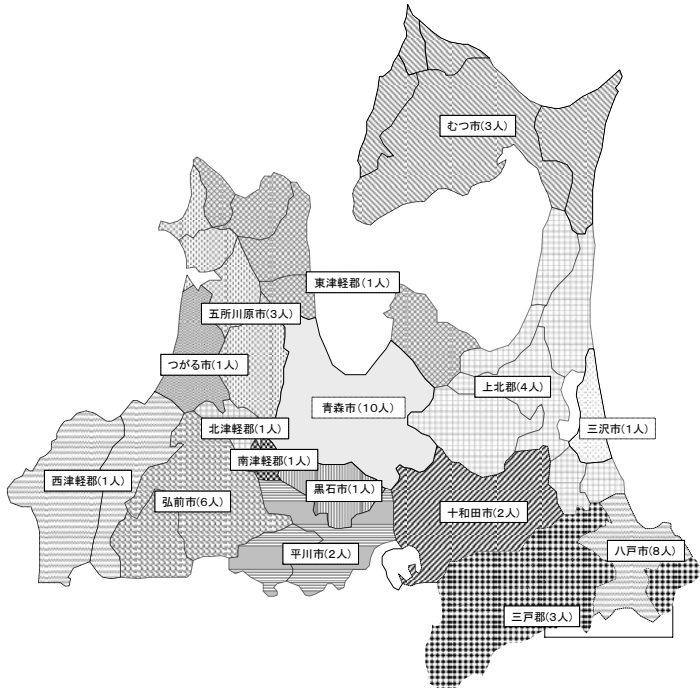 むつ市(3人)
東津軽郡(1人)
五所川原市(3人)
つがる市(1人)
上北郡(4人)
青森市(10人)
北津軽郡(1人)
三沢市(1人)
南津軽郡(1人)
西津軽郡(1人)
黒石市(1人)
弘前市(6人)
十和田市(2人)
平川市(2人)
八戸市(8人)
三戸郡(3人)